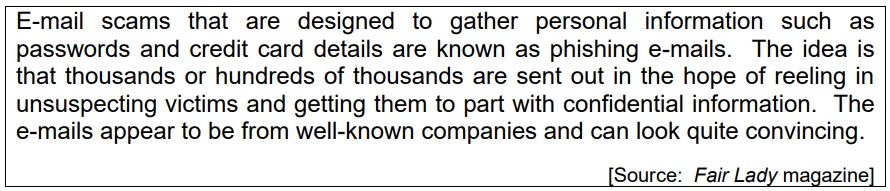 E-mail scams that are designed to gather personal information such as
passwords and credit card details are known as phishing e-mails. The idea is
that thousands or hundreds of thousands are sent out in the hope of reeling in
unsuspecting victims and getting them to part with confidential information. The
e-mails appear to be from well-known companies and can look quite convincing.
[Source: Fair Lady magazine]